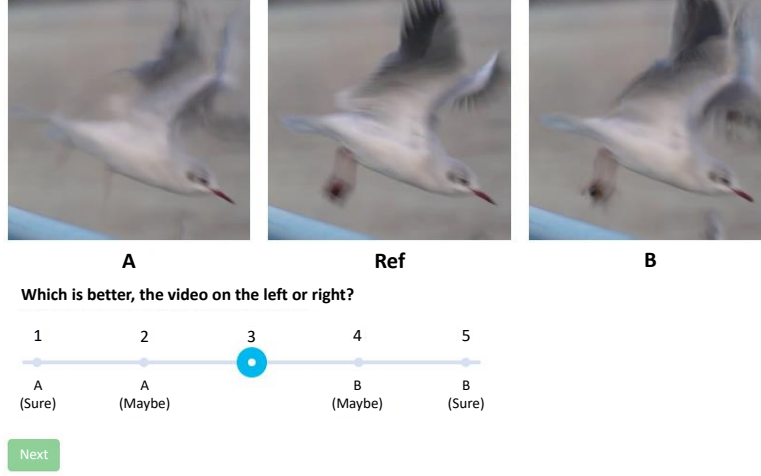 A
Ref
B
Which is better, the video on the left or right?
1 2 3 4 5
A A B B
(Sure) (Maybe) (Maybe) (Sure)
Next